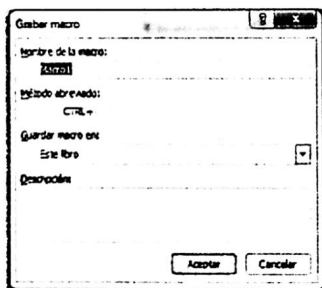 Grabar macro
Nombre de la macro:
Macro1
Método abreviado:
CTRL+
Guardar macro en:
Este libro
Descripción:
Aceptar Cancelar